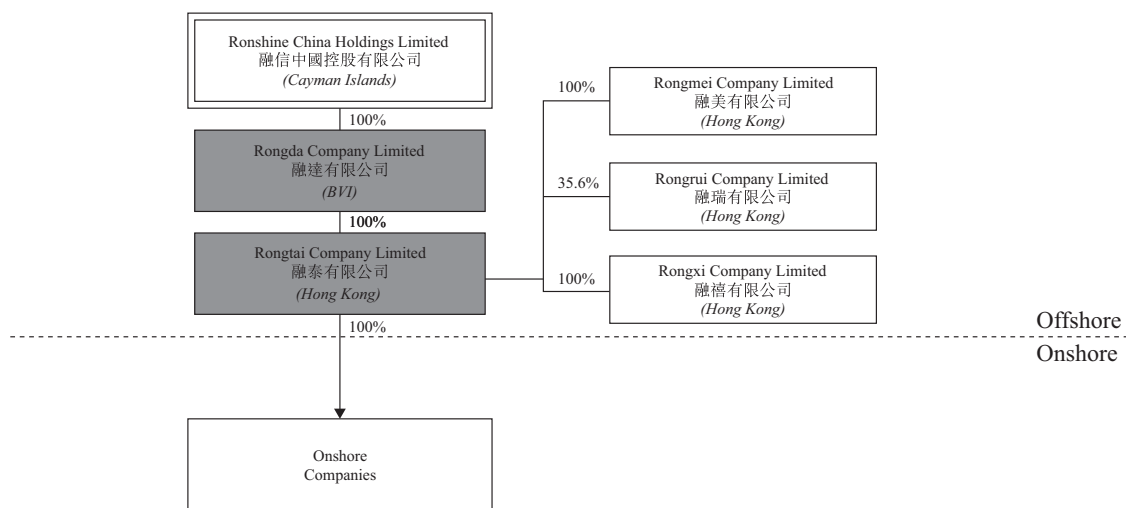 Ronshine China Holdings Limited
融信中國控股有限公司
(Cayman Islands)
100%
Rongda Company Limited
融達有限公司
(BVI)
100%
Rongtai Company Limited
融泰有限公司
(Hong Kong)
100%
Rongmei Company Limited
融美有限公司
(Hong Kong)
35.6%
Rongrui Company Limited
融瑞有限公司
(Hong Kong)
100%
Rongxi Company Limited
融禧有限公司
(Hong Kong)
100%
Offshore
Onshore
Onshore
Companies